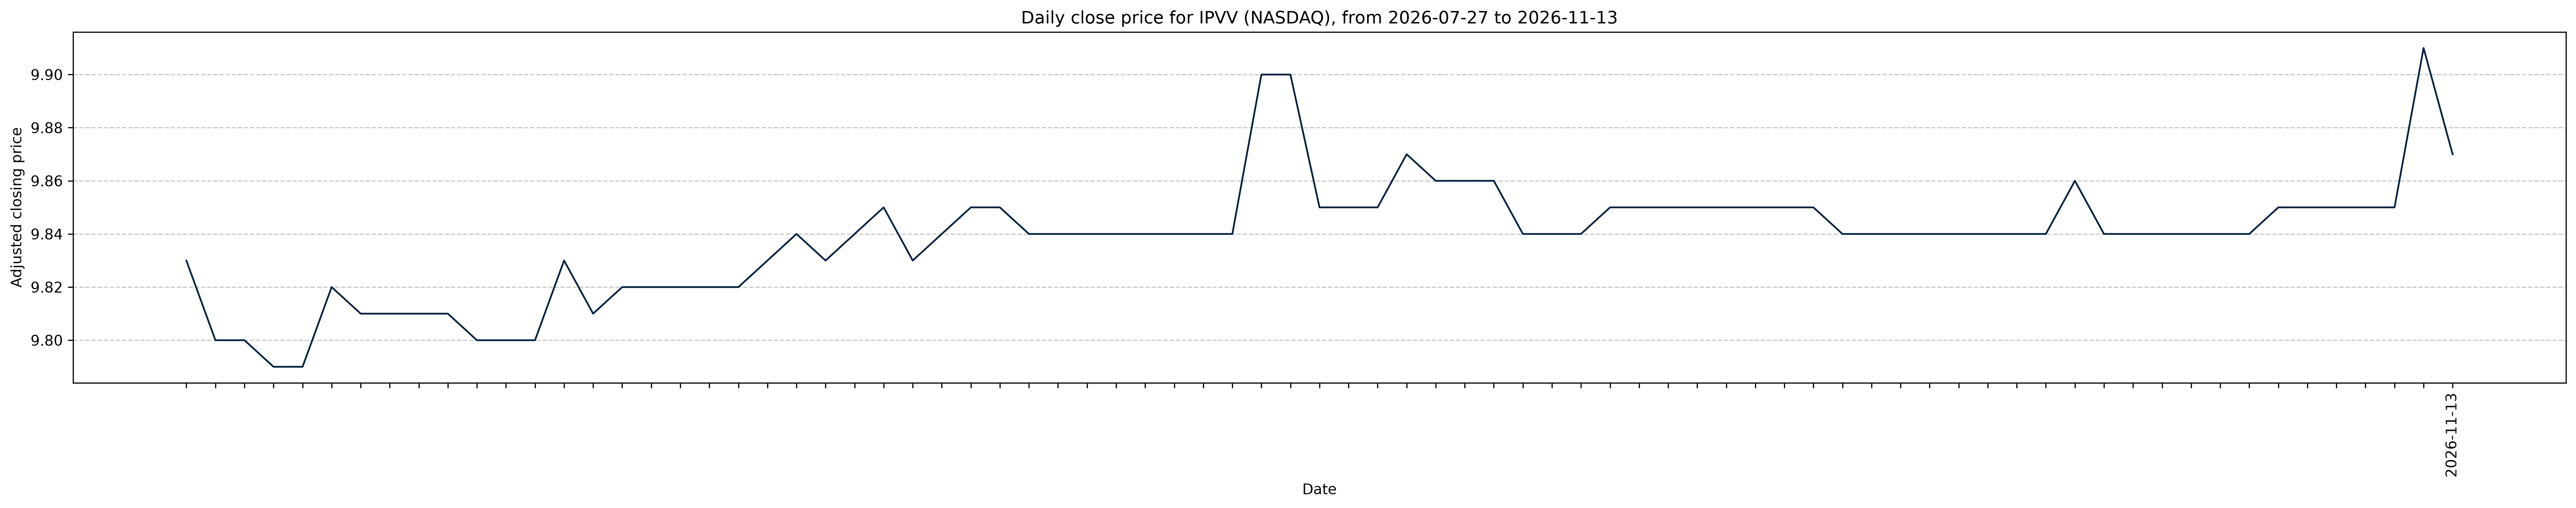 Daily close price for IPVV (NASDAQ), from 2026-07-27 to 2026-11-13
Adjusted closing price
9.90
9.88
9.86
9.84
9.82
9.80
2026-11-13
Date